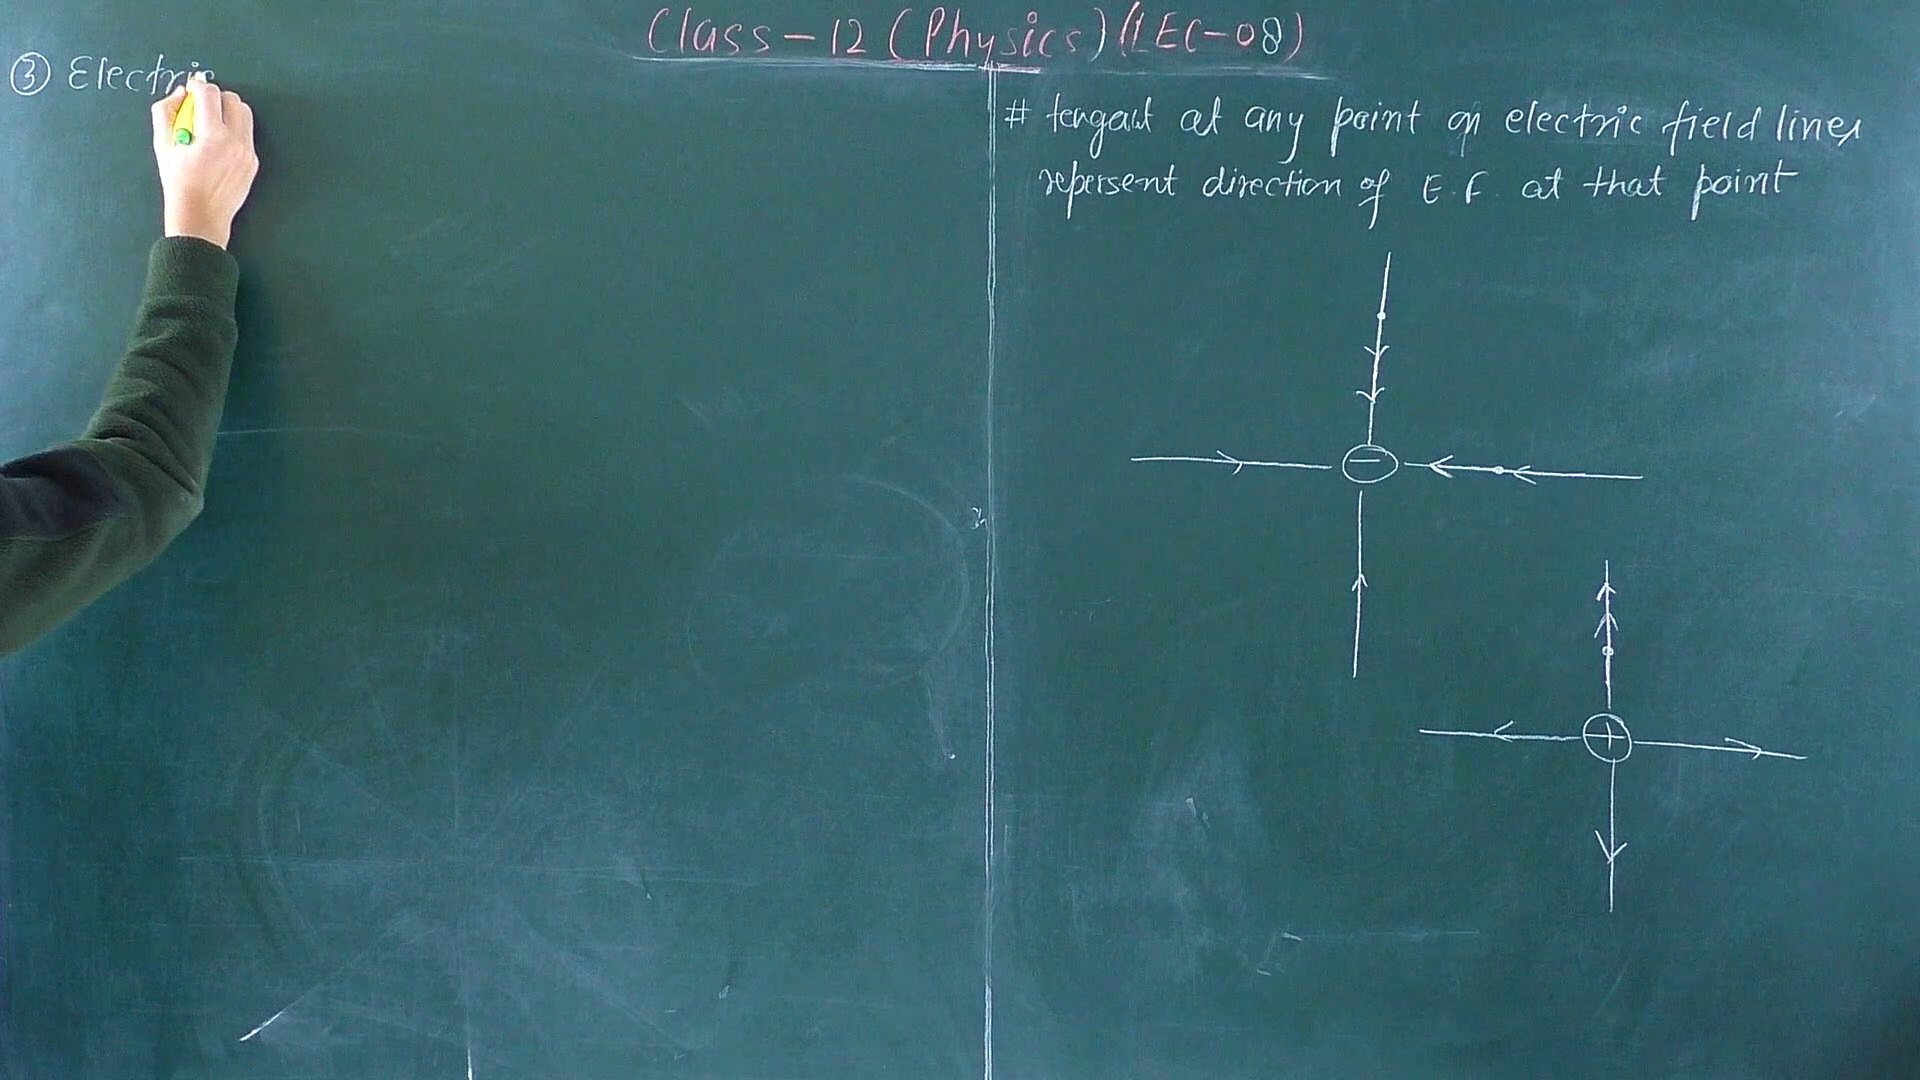 Class-12 (Physics) (LEC-08)
③ Electric
# tengant at any point on electric field lines
repersent direction of E.F. at that point
−
+